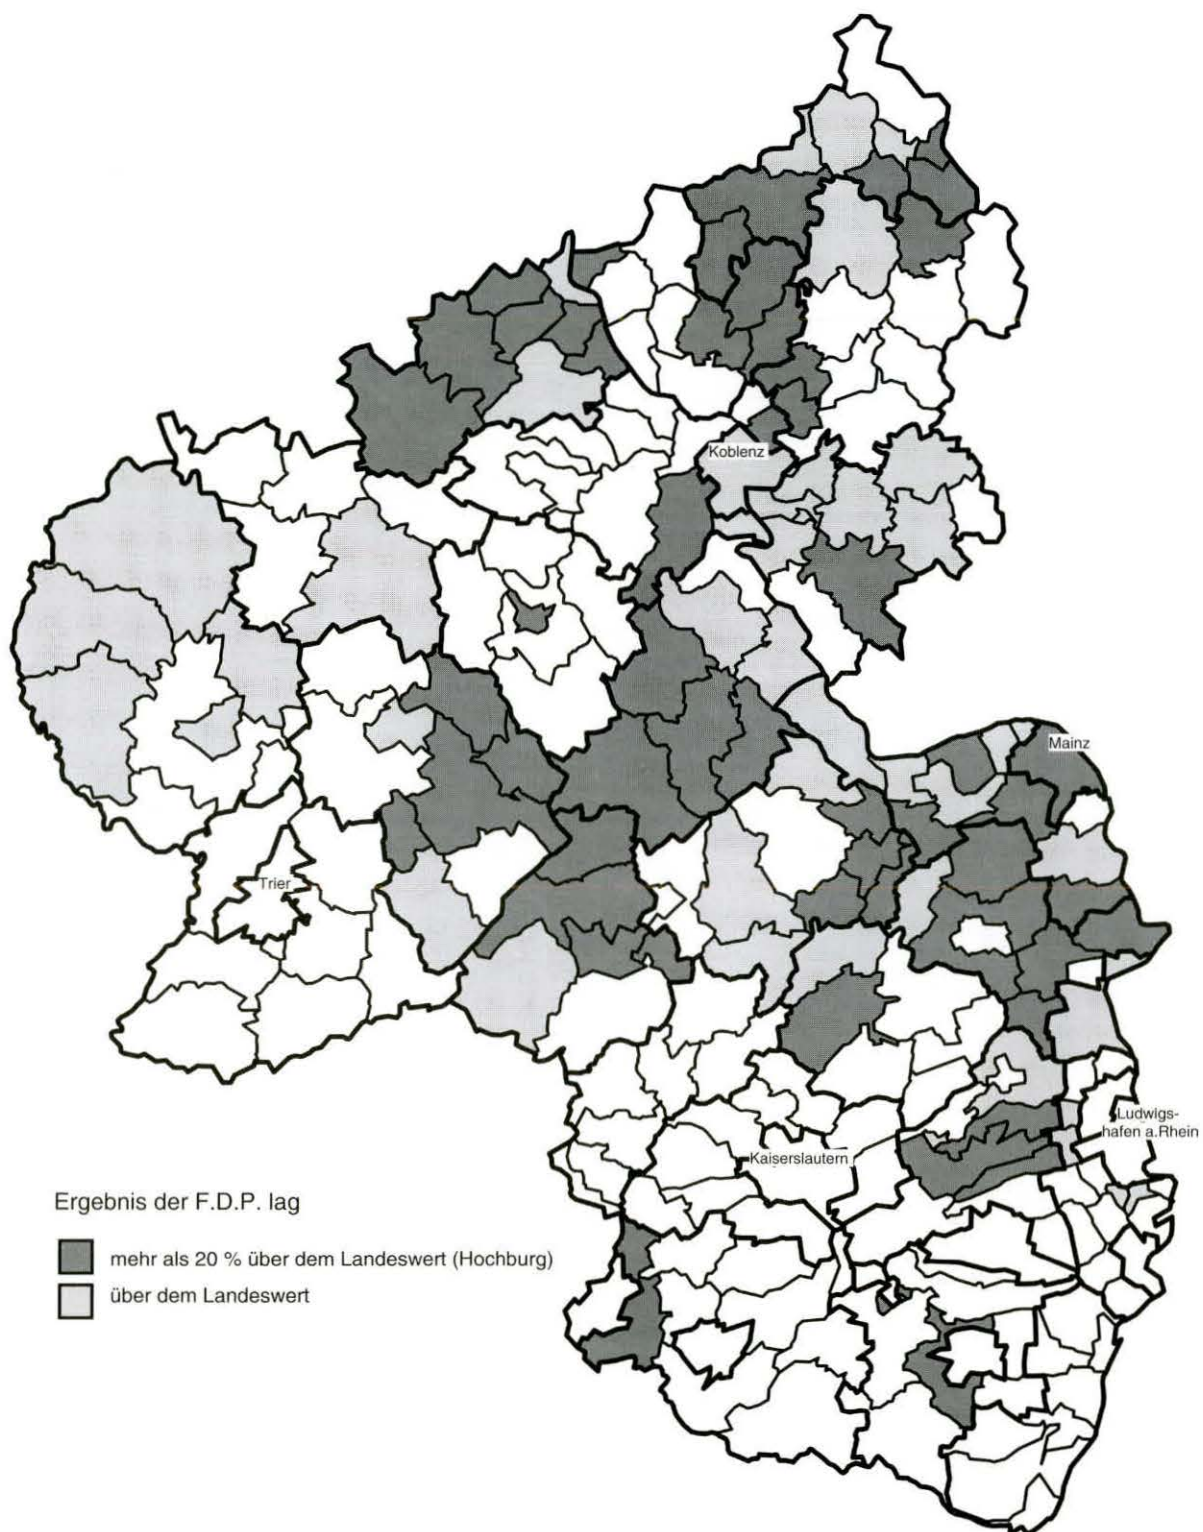 Koblenz
Mainz
Trier
Ludwigs-
hafen a.Rhein
Kaiserslautern
Ergebnis der F.D.P. lag
mehr als 20 % über dem Landeswert (Hochburg)
über dem Landeswert